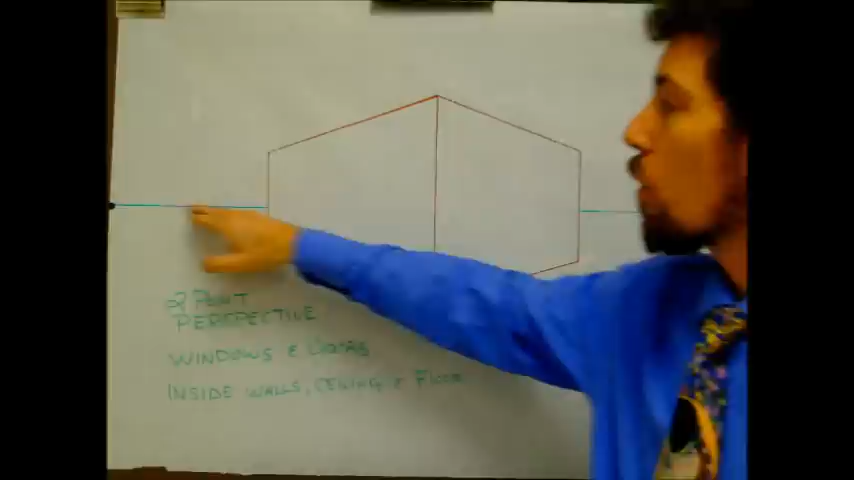 2 POINT
PERSPECTIVE
WINDOWS & DOORS
INSIDE WALLS, CEILING & FLOOR